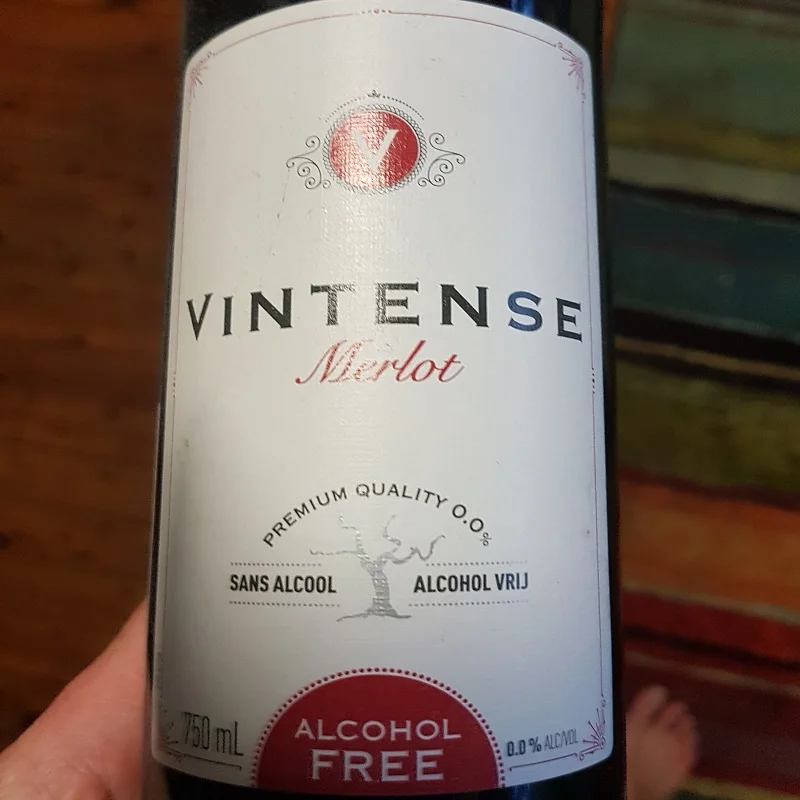 V
VINTENSE
Merlot
PREMIUM QUALITY 0.0%
SANS ALCOOL
ALCOHOL VRIJ
750 mL
ALCOHOL
FREE
0.0% ALC/VOL